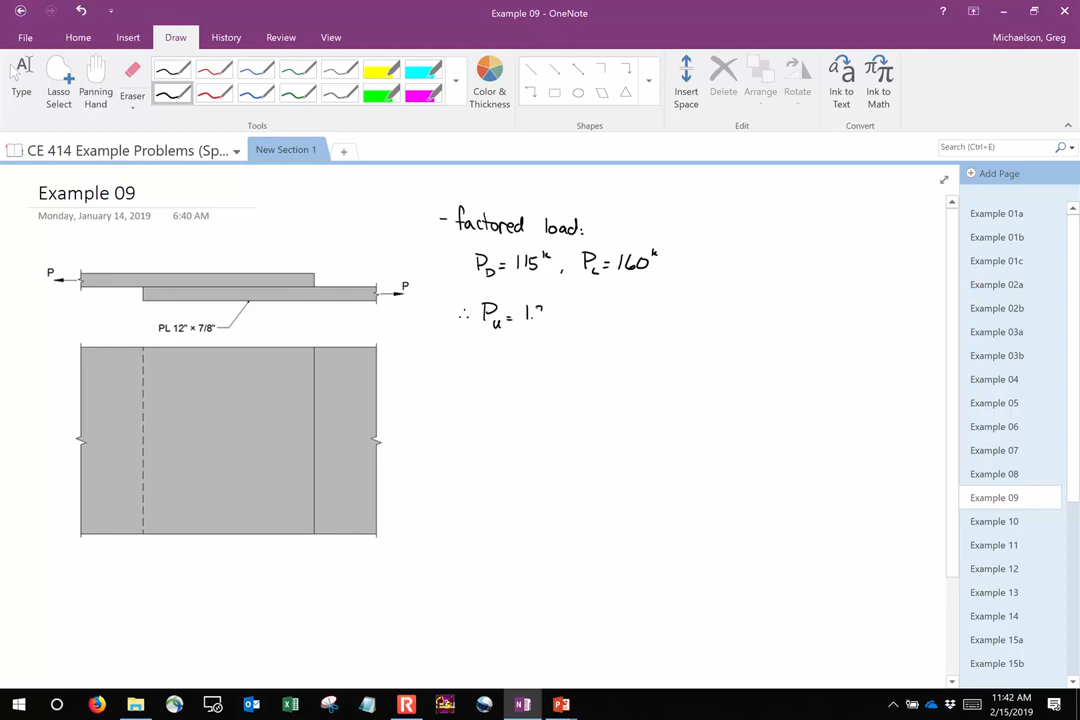 Example 09 - OneNote
Michaelson, Greg
File Home Insert Draw History Review View
Type
Lasso Select
Panning Hand
Eraser
Color & Thickness
Insert Space
Delete
Arrange
Rotate
Ink to Text
Ink to Math
Tools
Shapes
Edit
Convert
CE 414 Example Problems (Sp...
New Section 1
Search (Ctrl+E)
Example 09
Monday, January 14, 2019 6:40 AM
P
P
PL 12" × 7/8"
- factored load:
P_D = 115^k, P_L = 160^k
∴ P_u = 1.
Add Page
Example 01a
Example 01b
Example 01c
Example 02a
Example 02b
Example 03a
Example 03b
Example 04
Example 05
Example 06
Example 07
Example 08
Example 09
Example 10
Example 11
Example 12
Example 13
Example 14
Example 15a
Example 15b
11:42 AM
2/15/2019